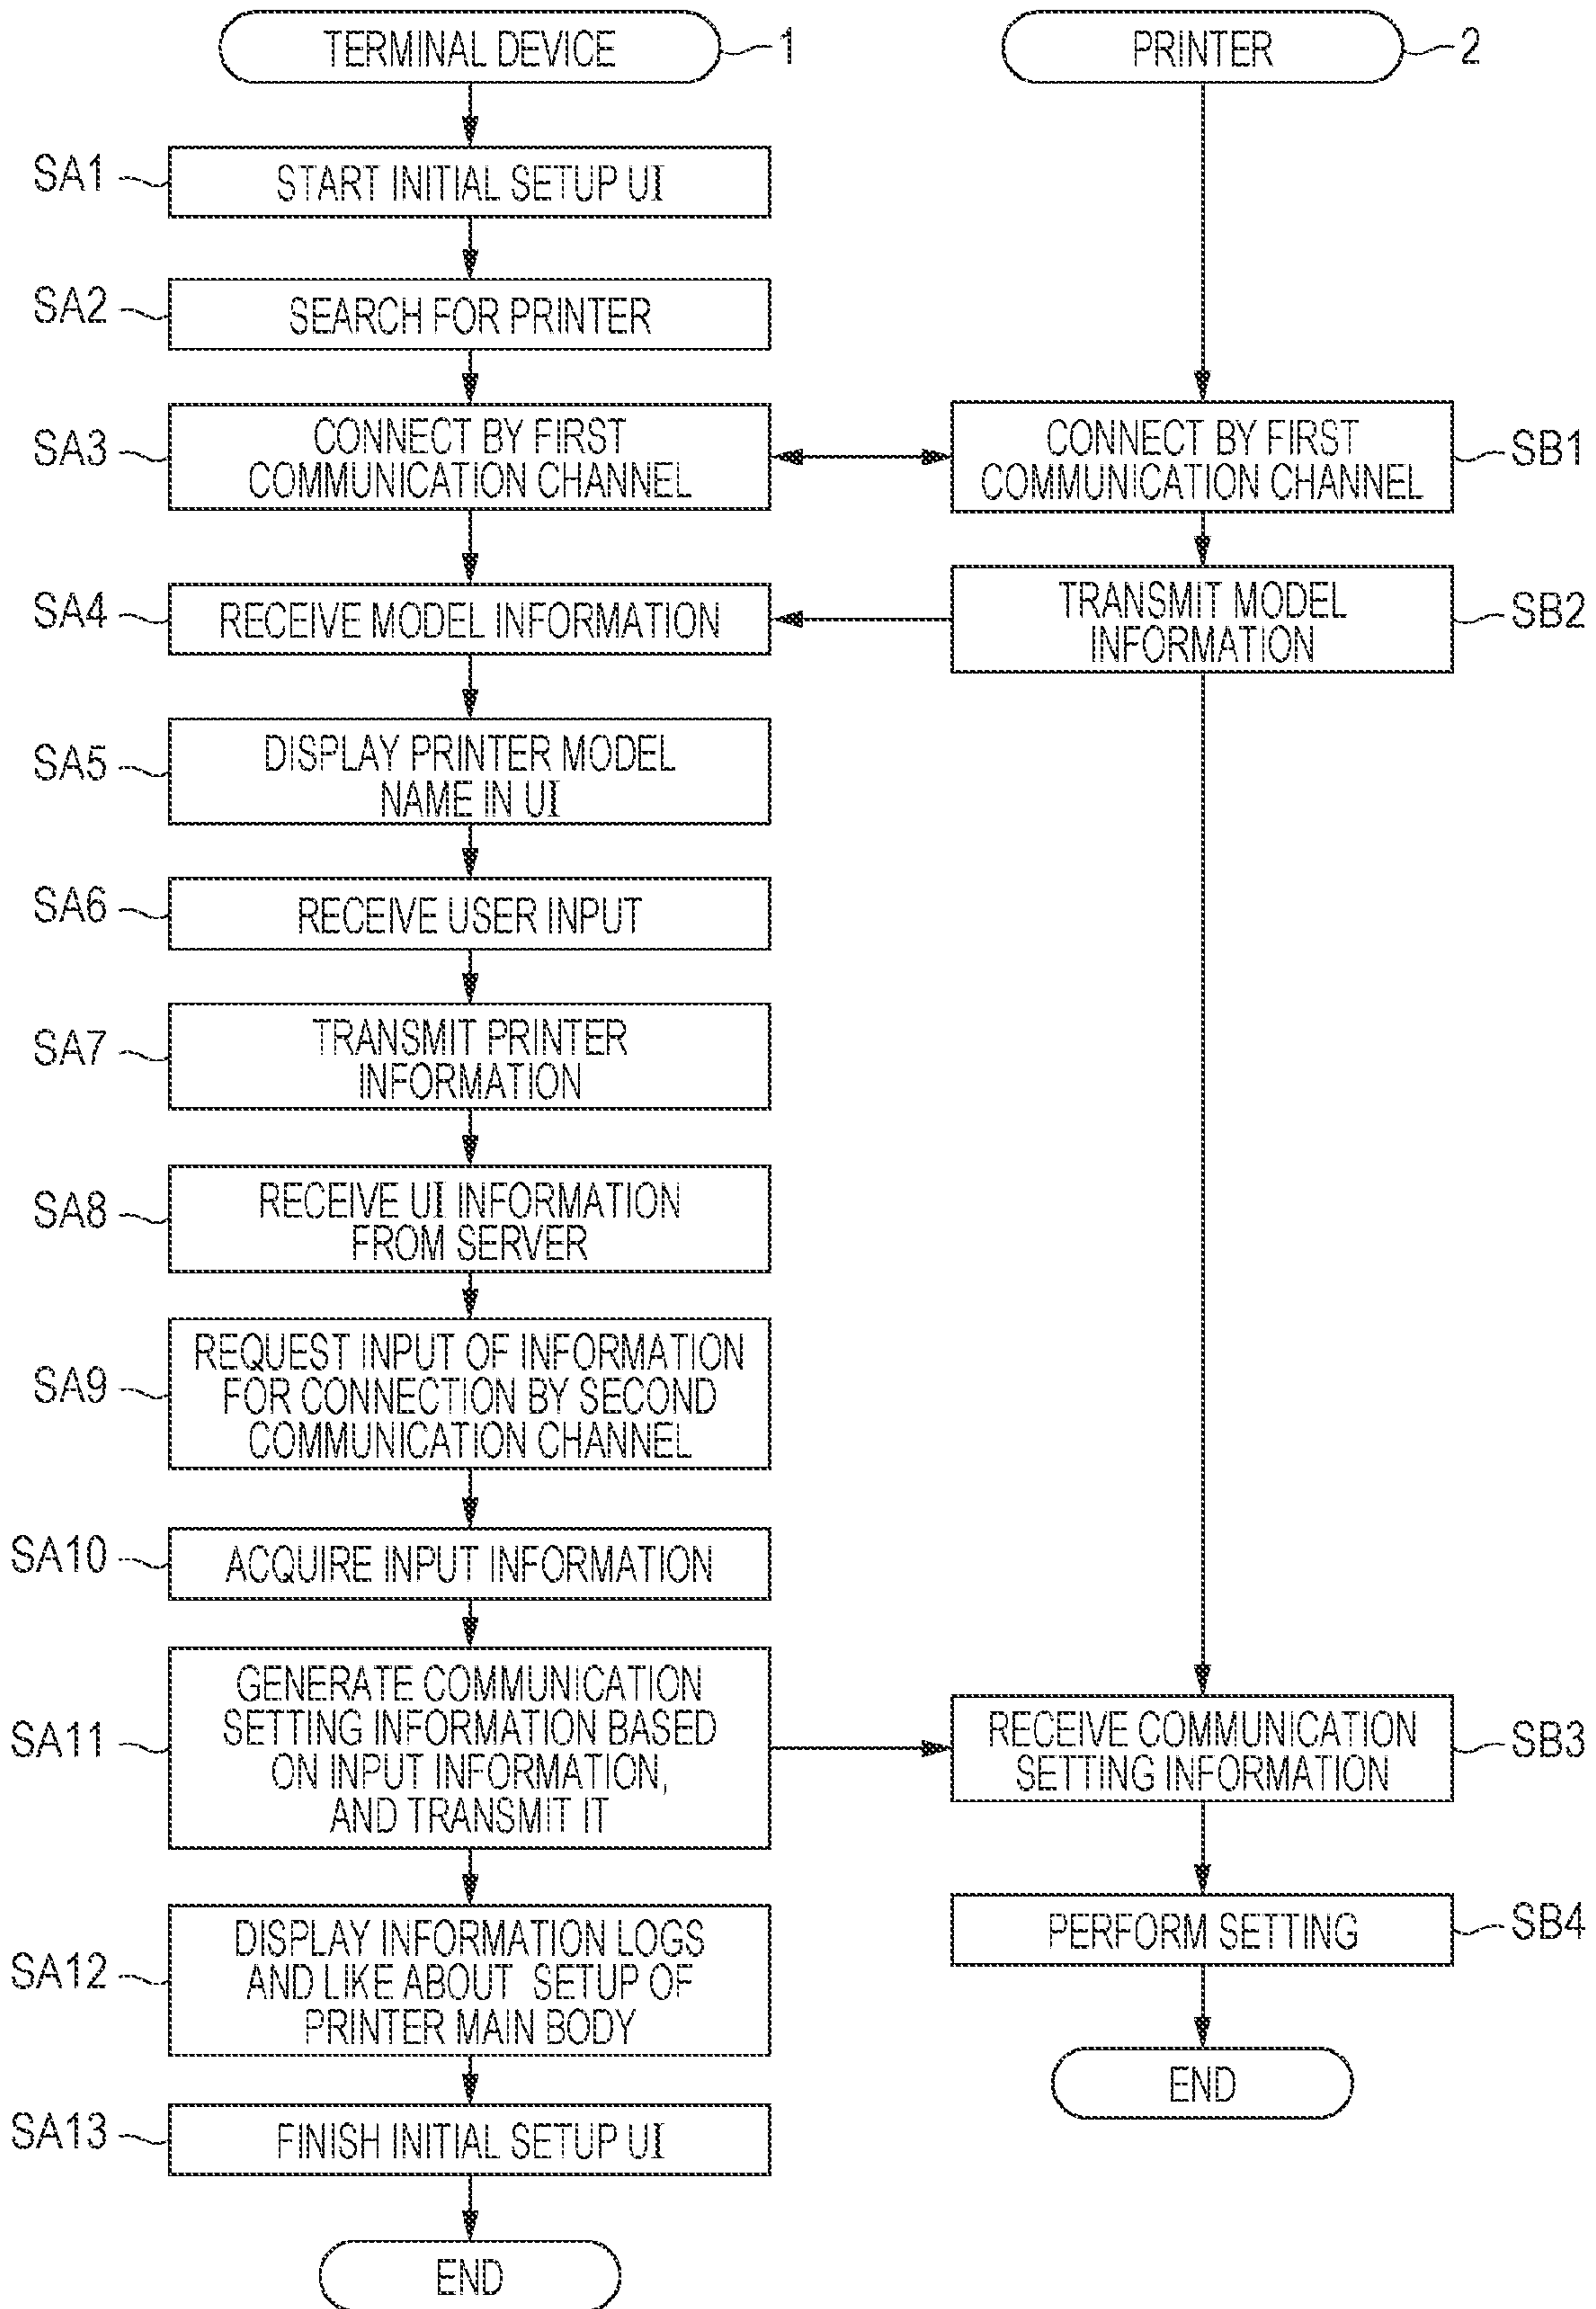 TERMINAL DEVICE
1
PRINTER
2
SA1
START INITIAL SETUP UI
SA2
SEARCH FOR PRINTER
SA3
CONNECT BY FIRST
COMMUNICATION CHANNEL
CONNECT BY FIRST
COMMUNICATION CHANNEL
SB1
SA4
RECEIVE MODEL INFORMATION
TRANSMIT MODEL
INFORMATION
SB2
SA5
DISPLAY PRINTER MODEL
NAME IN UI
SA6
RECEIVE USER INPUT
SA7
TRANSMIT PRINTER
INFORMATION
SA8
RECEIVE UI INFORMATION
FROM SERVER
SA9
REQUEST INPUT OF INFORMATION
FOR CONNECTION BY SECOND
COMMUNICATION CHANNEL
SA10
ACQUIRE INPUT INFORMATION
SA11
GENERATE COMMUNICATION
SETTING INFORMATION BASED
ON INPUT INFORMATION,
AND TRANSMIT IT
RECEIVE COMMUNICATION
SETTING INFORMATION
SB3
SA12
DISPLAY INFORMATION LOGS
AND LIKE ABOUT SETUP OF
PRINTER MAIN BODY
PERFORM SETTING
SB4
END
SA13
FINISH INITIAL SETUP UI
END